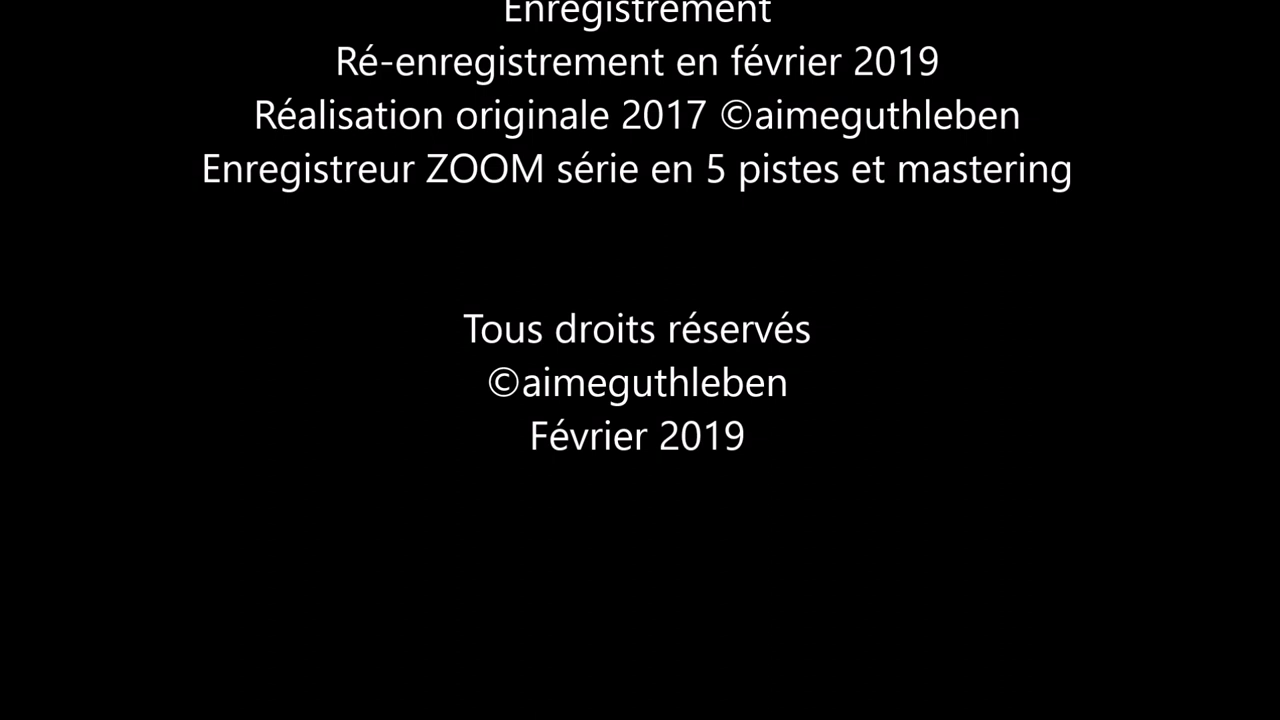 Enregistrement
Ré-enregistrement en février 2019
Réalisation originale 2017 ©aimeguthleben
Enregistreur ZOOM série en 5 pistes et mastering
Tous droits réservés
©aimeguthleben
Février 2019